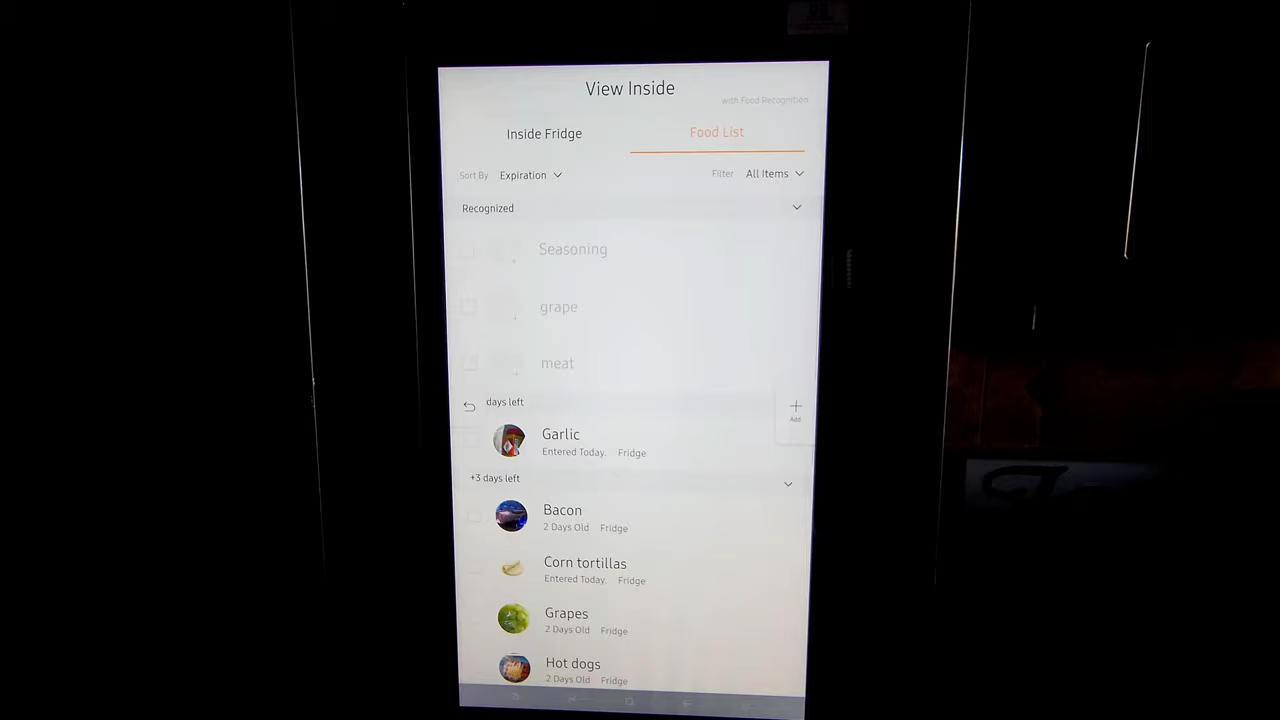 View Inside
with Food Recognition
Inside Fridge
Food List
Sort By Expiration
Filter All Items
Recognized
Seasoning
grape
meat
days left
Add
Garlic
Entered Today. Fridge
+3 days left
Bacon
2 Days Old Fridge
Corn tortillas
Entered Today. Fridge
Grapes
2 Days Old Fridge
Hot dogs
2 Days Old Fridge